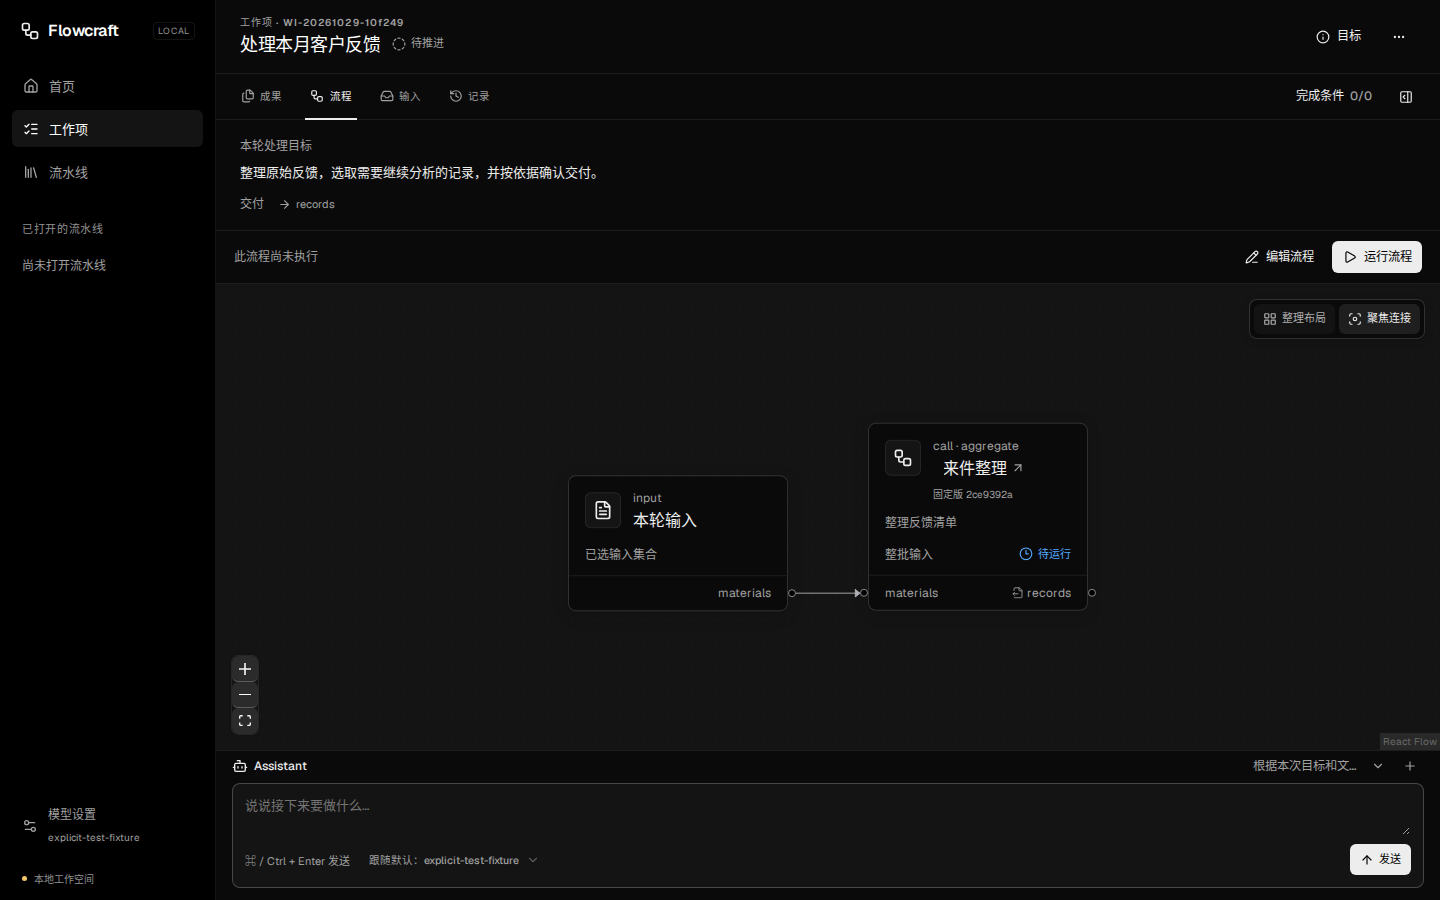 Flowcraft
LOCAL
首页
工作项
流水线
已打开的流水线
尚未打开流水线
模型设置
explicit-test-fixture
本地工作空间
工作项 · WI-20261029-10f249
处理本月客户反馈
待推进
目标
成果
流程
输入
记录
完成条件 0/0
本轮处理目标
整理原始反馈，选取需要继续分析的记录，并按依据确认交付。
交付 → records
此流程尚未执行
编辑流程
运行流程
整理布局
聚焦连接
input
本轮输入
已选输入集合
materials
call · aggregate
来件整理
固定版 2ce9392a
整理反馈清单
整批输入
待运行
materials
records
React Flow
Assistant
根据本次目标和文...
说说接下来要做什么...
⌘ / Ctrl + Enter 发送
跟随默认：explicit-test-fixture
发送